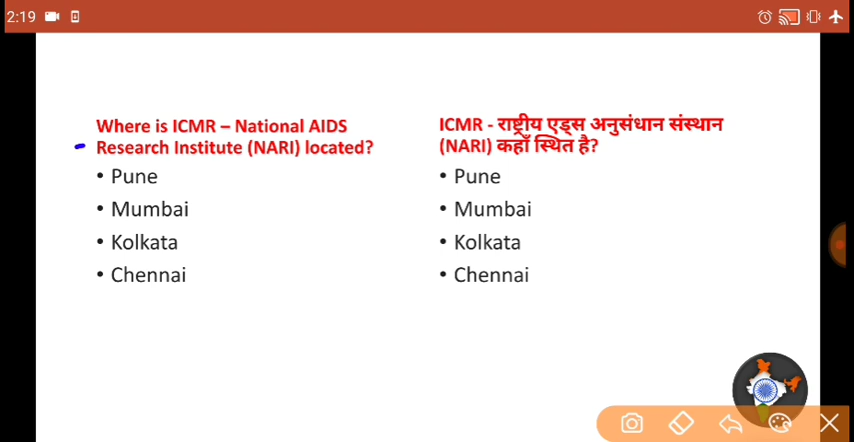 2:19
Where is ICMR – National AIDS
Research Institute (NARI) located?
• Pune
• Mumbai
• Kolkata
• Chennai
ICMR - राष्ट्रीय एड्स अनुसंधान संस्थान
(NARI) कहाँ स्थित है?
• Pune
• Mumbai
• Kolkata
• Chennai